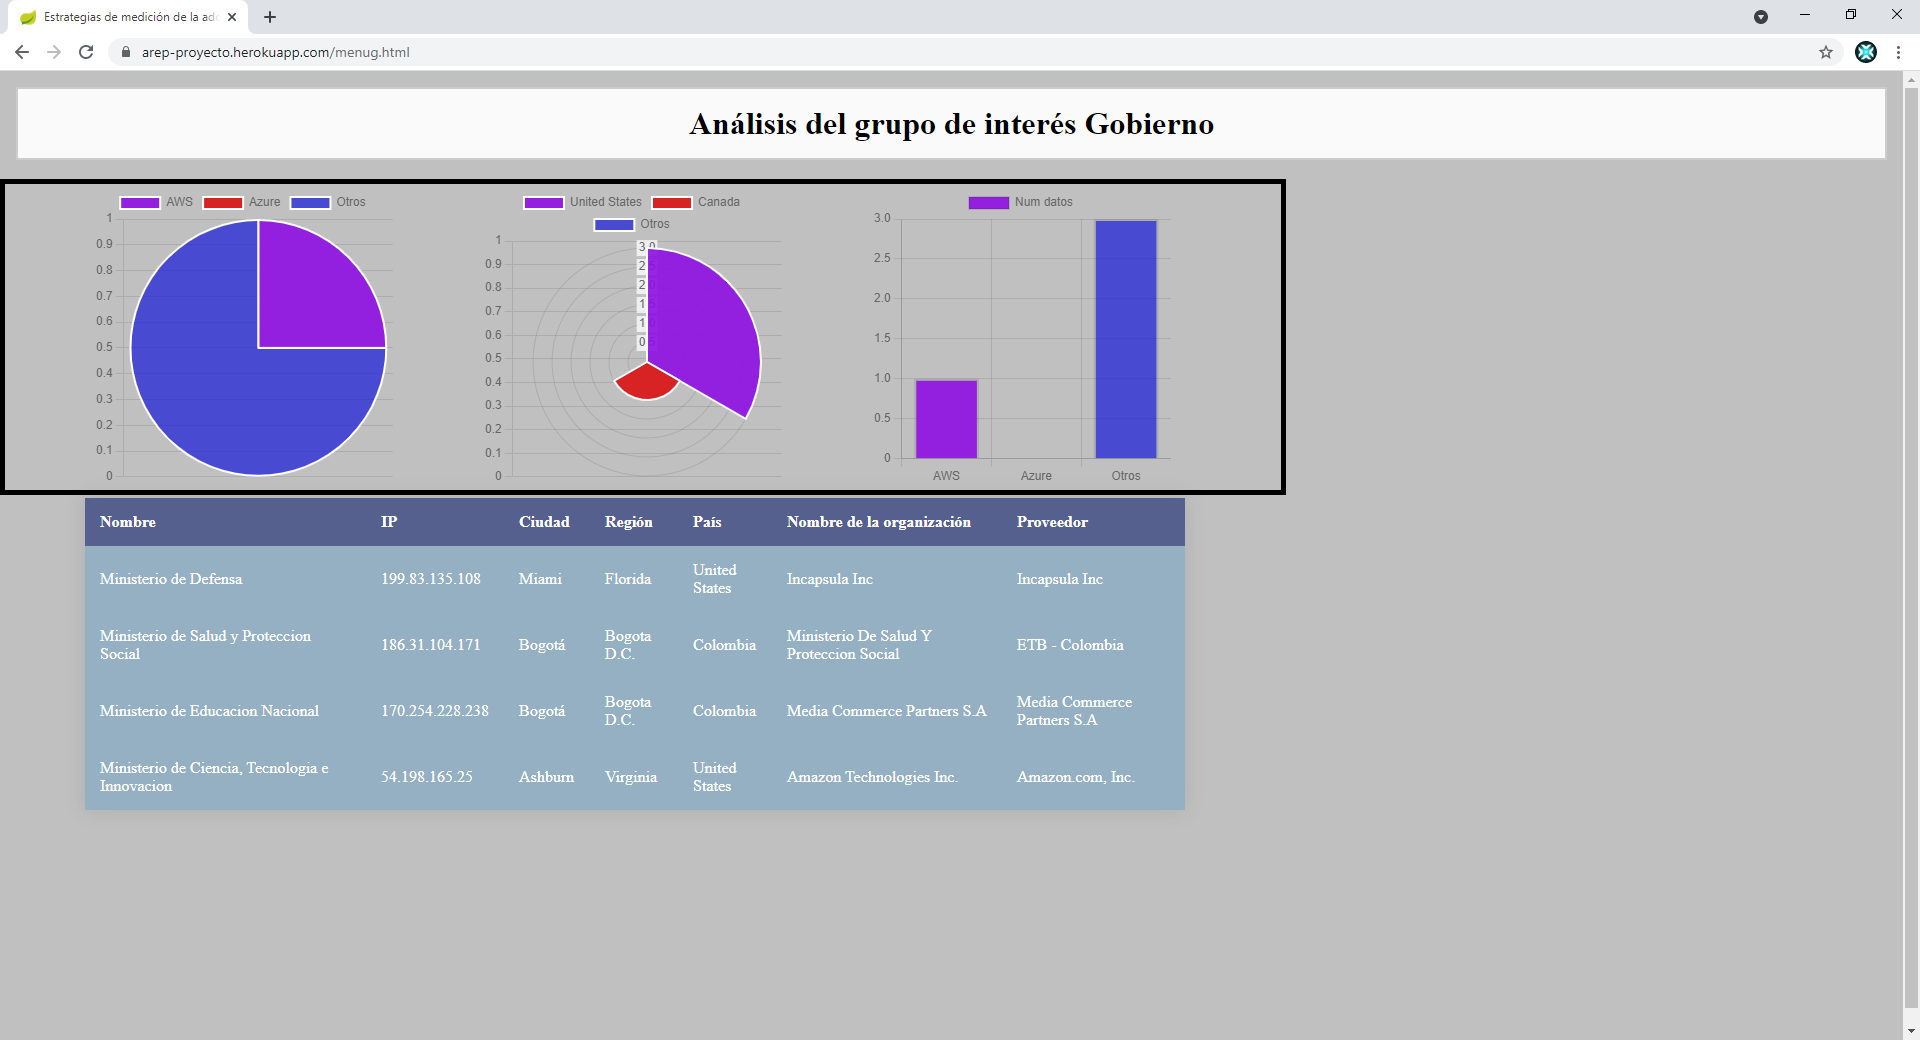 Estrategias de medición de la ad
arep-proyecto.herokuapp.com/menug.html
Análisis del grupo de interés Gobierno
AWS Azure Otros
1
0.9
0.8
0.7
0.6
0.5
0.4
0.3
0.2
0.1
0
United States Canada
Otros
1
0.9
0.8
0.7
0.6
0.5
0.4
0.3
0.2
0.1
0
Num datos
3.0
2.5
2.0
1.5
1.0
0.5
0
AWS Azure Otros
Nombre IP Ciudad Región País Nombre de la organización Proveedor
Ministerio de Defensa 199.83.135.108 Miami Florida United States Incapsula Inc Incapsula Inc
Ministerio de Salud y Proteccion Social 186.31.104.171 Bogotá Bogota D.C. Colombia Ministerio De Salud Y Proteccion Social ETB - Colombia
Ministerio de Educacion Nacional 170.254.228.238 Bogotá Bogota D.C. Colombia Media Commerce Partners S.A Media Commerce Partners S.A
Ministerio de Ciencia, Tecnologia e Innovacion 54.198.165.25 Ashburn Virginia United States Amazon Technologies Inc. Amazon.com, Inc.